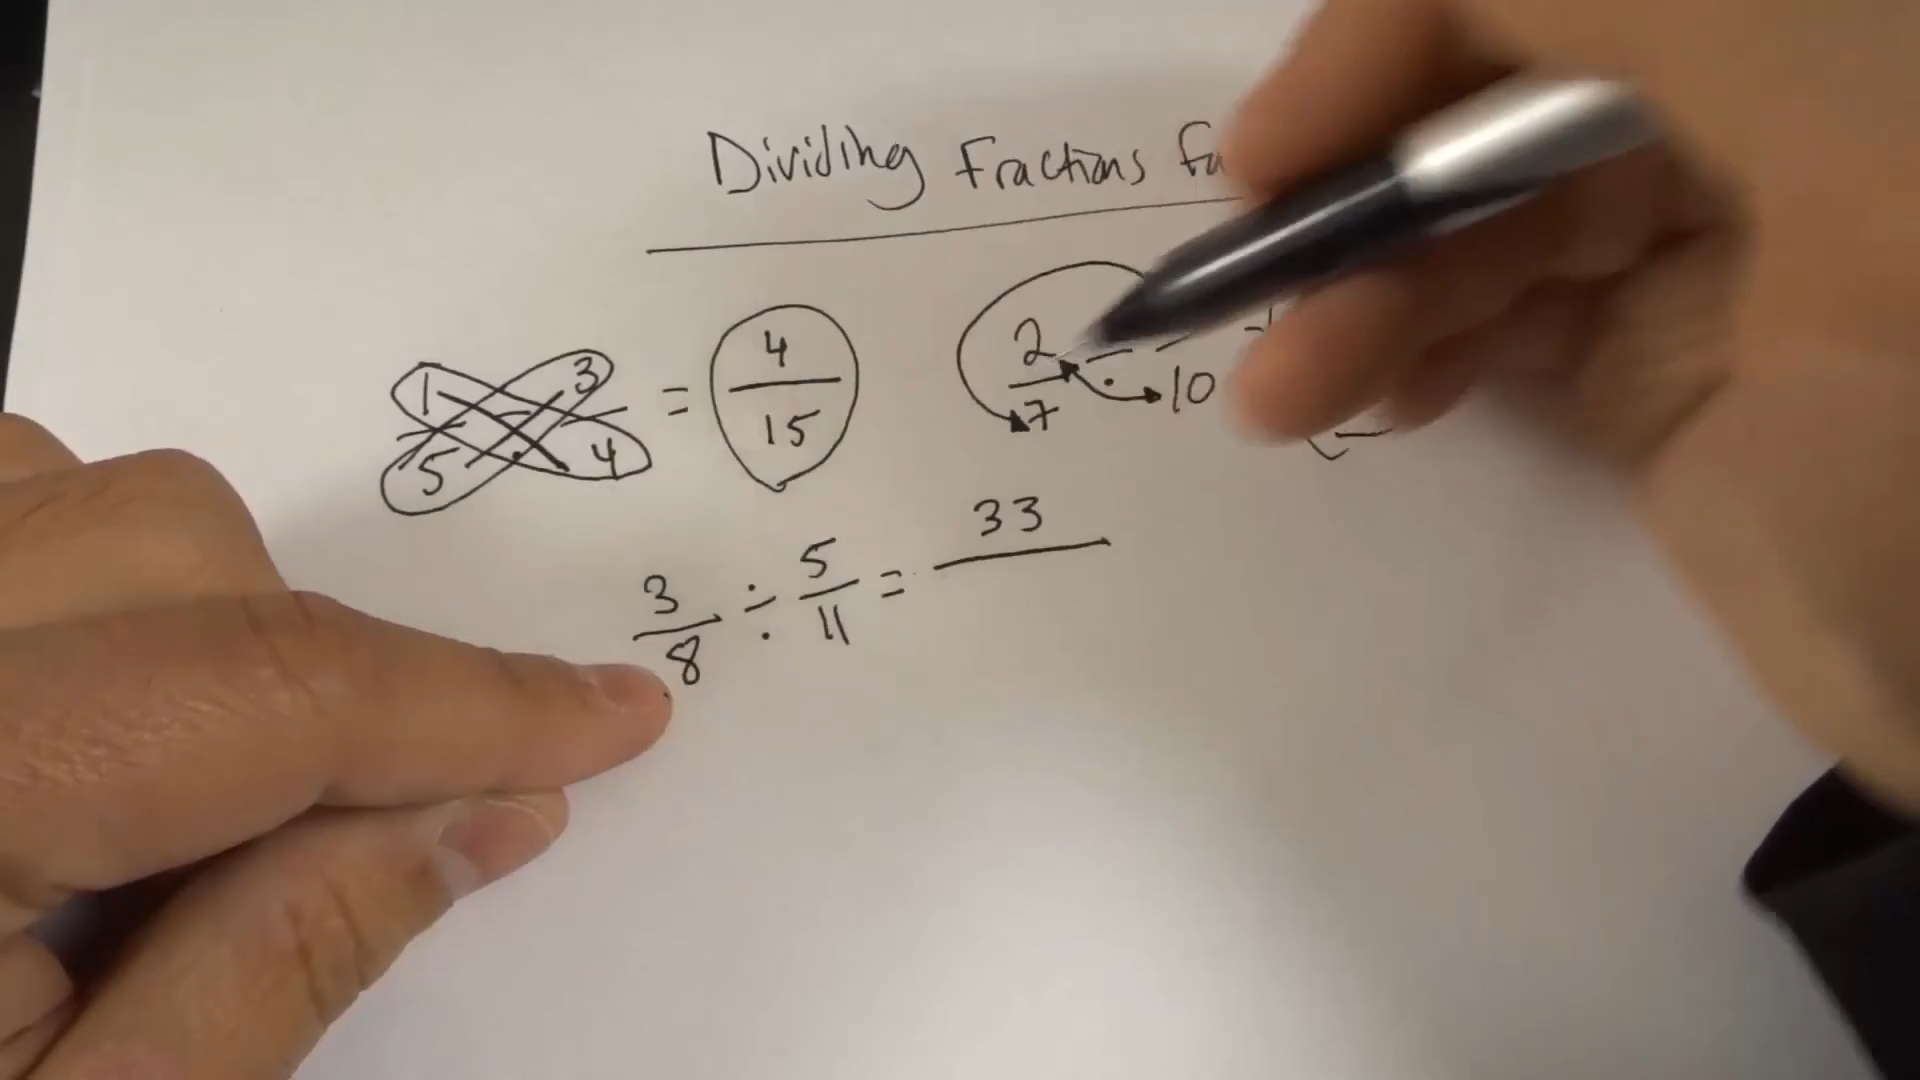 Dividing Fractions
1/5 ÷ 3/4 = 4/15
2/7 ÷ /10
3/8 ÷ 5/11 = 33